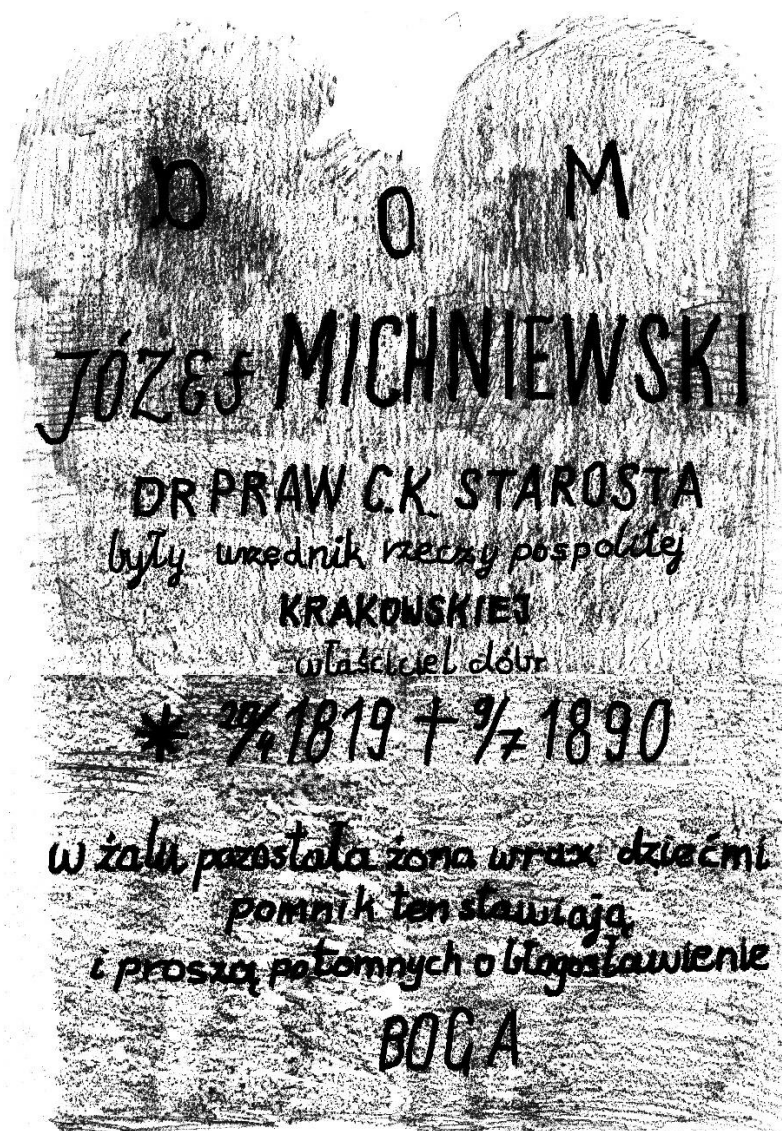 D O M
JÓZEf MICHNIEWSKI
DR PRAW C.K. STAROSTA
były urzędnik rzeczy pospolitej
KRAKOWSKIEJ
właściciel dóbr
* 20/4 1819 † 9/7 1890
w żalu pozostała żona wraz dziećmi
pomnik ten stawiają
i proszą potomnych o błogosławienie
BOGA